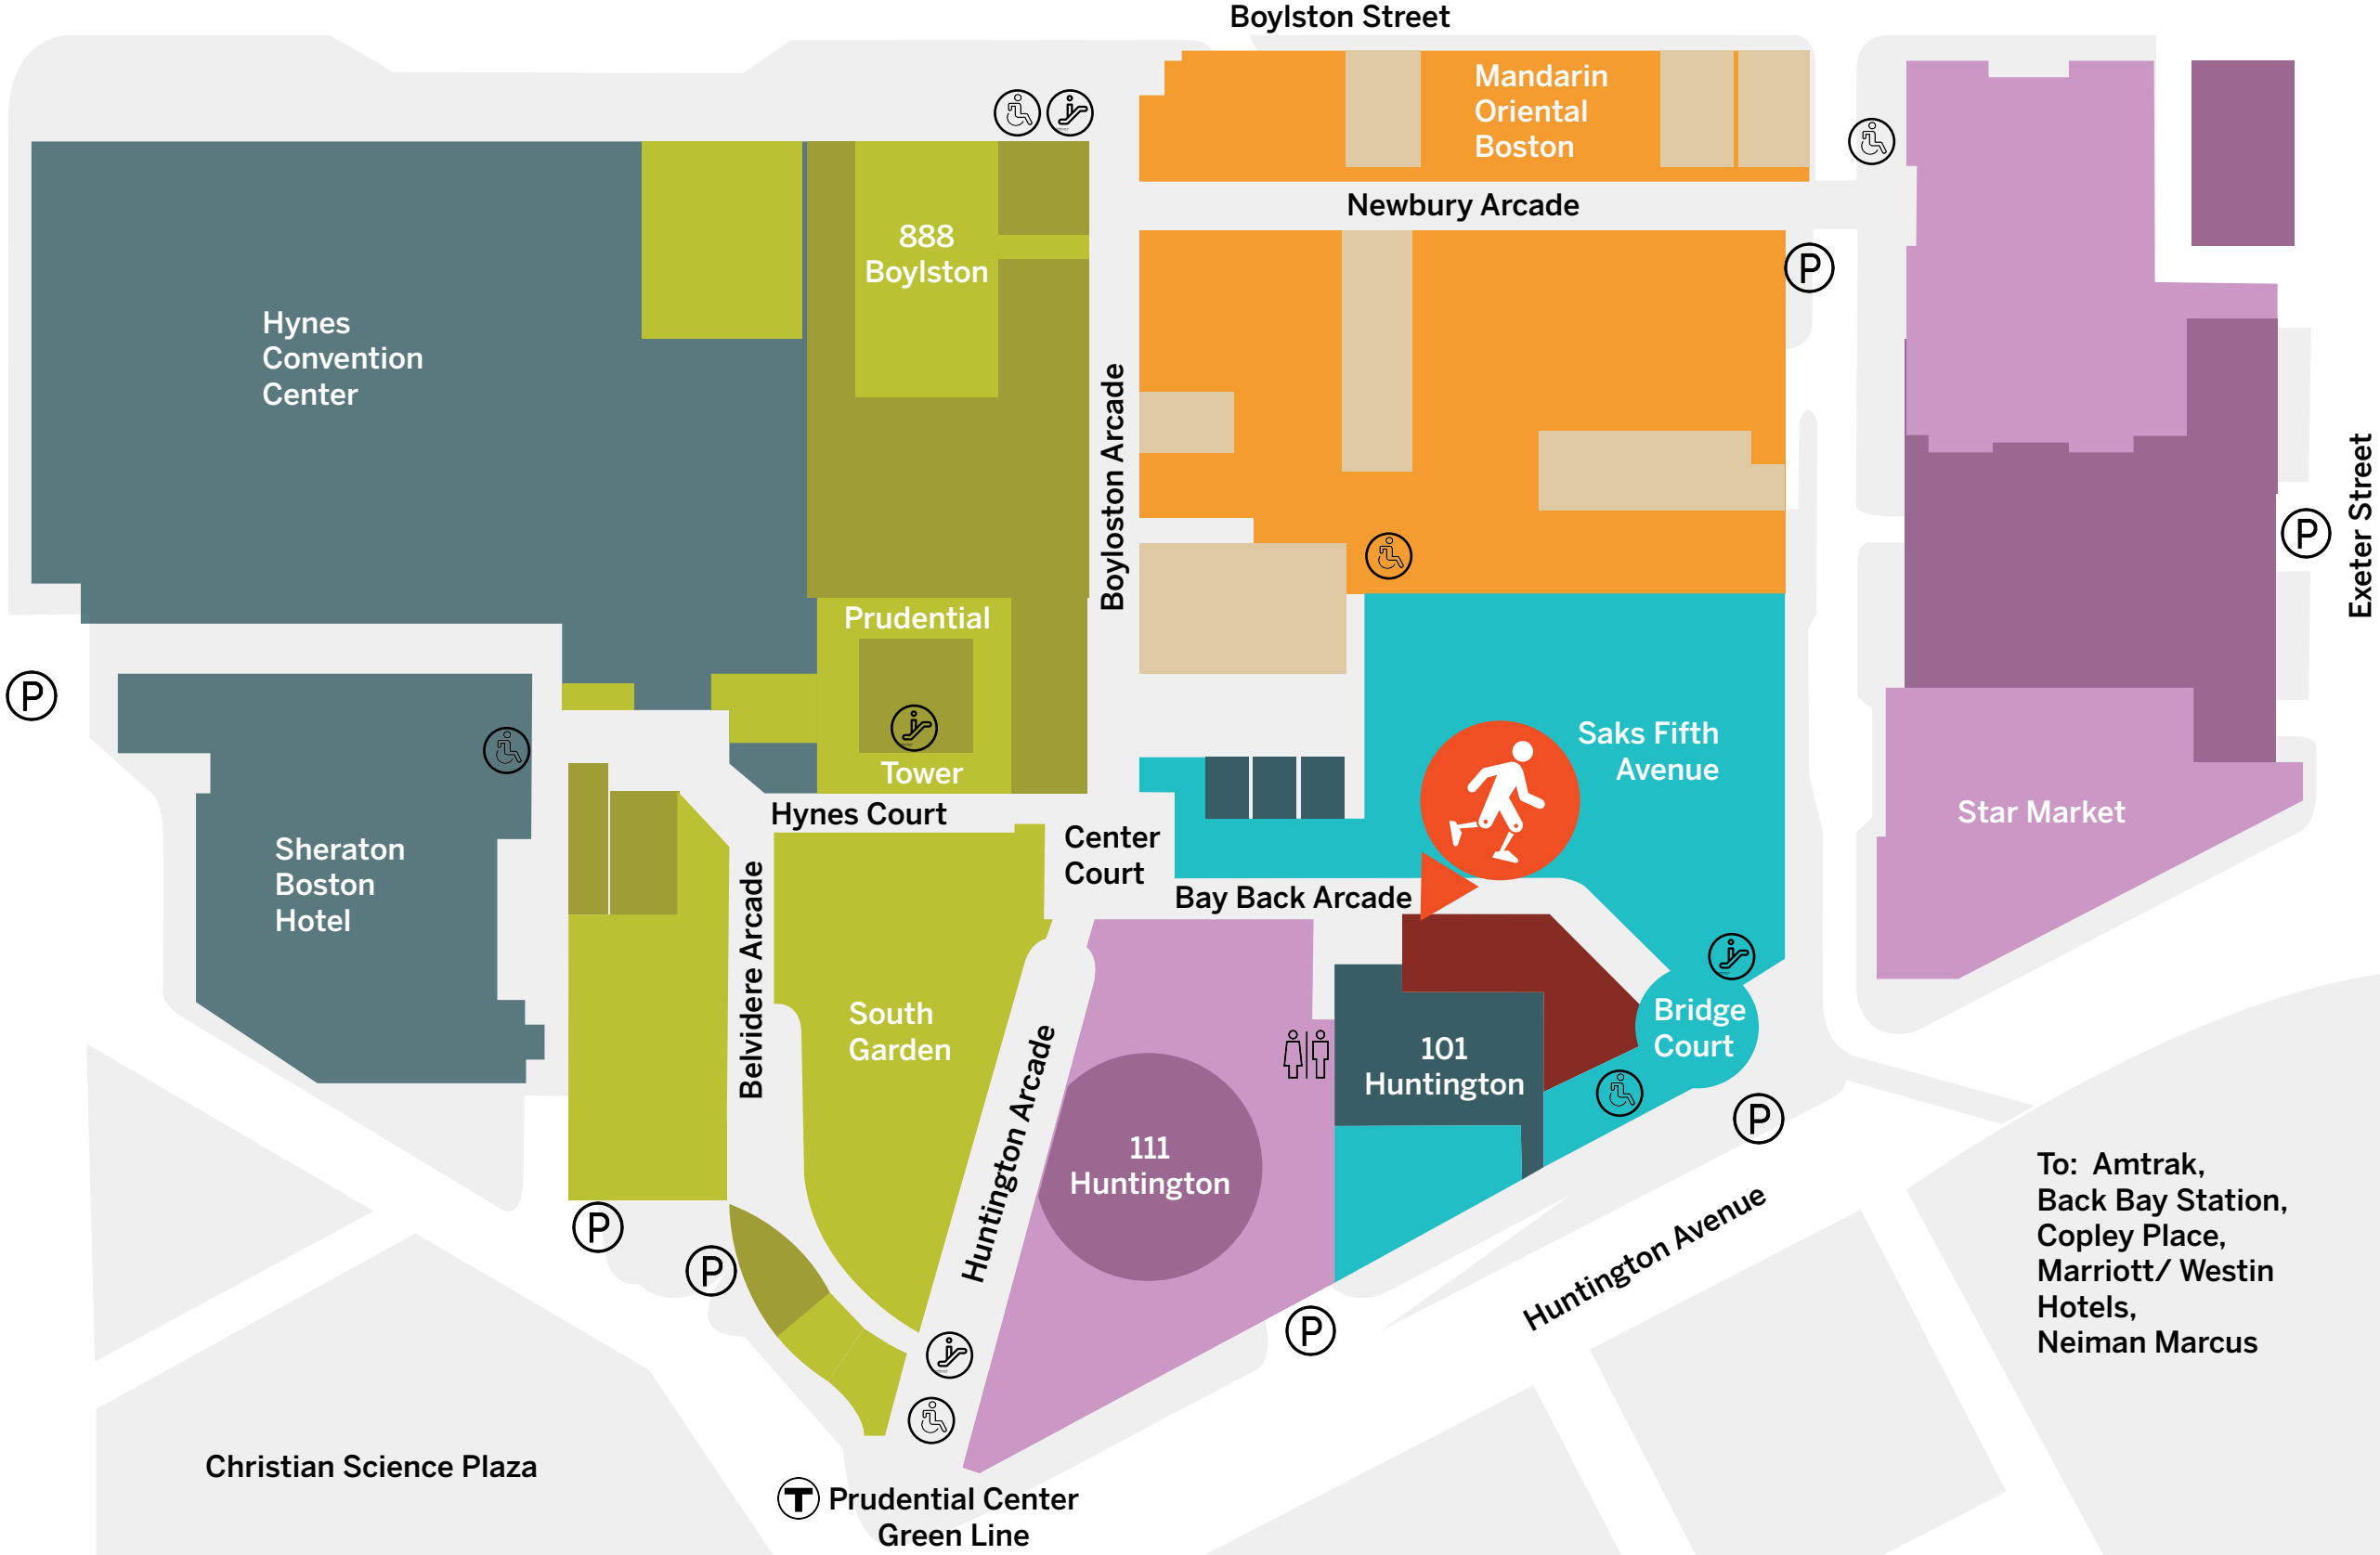 Boylston Street
Mandarin
Oriental
Boston
Newbury Arcade
888
Boylston
P
Hynes
Convention
Center
Boyloston Arcade
Exeter Street
P
Prudential
P
Tower
Saks Fifth
Avenue
Hynes Court
Star Market
Center
Court
Sheraton
Boston
Hotel
Bay Back Arcade
Belvidere Arcade
South
Garden
Huntington Arcade
Bridge
Court
101
Huntington
P
111
Huntington
To: Amtrak,
Back Bay Station,
Copley Place,
Marriott/ Westin
Hotels,
Neiman Marcus
P
P
Huntington Avenue
P
Christian Science Plaza
T Prudential Center
Green Line